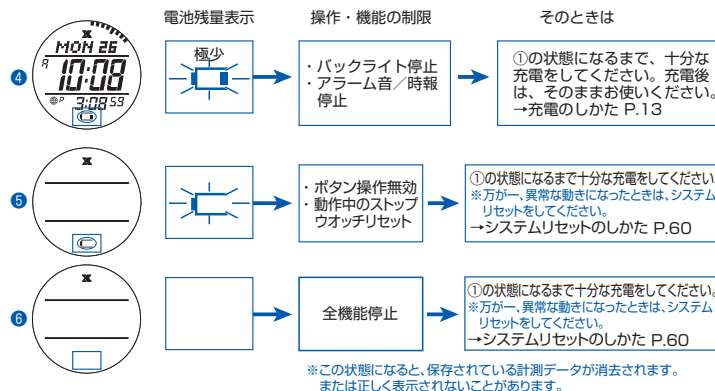 電池残量表示
操作・機能の制限
そのときは
④
MON 26
A 10:08
P 3:08 59
極少
・バックライト停止
・アラーム音／時報
停止
①の状態になるまで、十分な
充電をしてください。充電後
は、そのままお使いください。
→充電のしかた P.13
⑤
・ボタン操作無効
・動作中のストップ
ウオッチリセット
①の状態になるまで十分な充電をしてください。
※万が一、異常な動きになったときは、システム
リセットをしてください。
→システムリセットのしかた P.60
⑥
全機能停止
①の状態になるまで十分な充電をしてください。
※万が一、異常な動きになったときは、システム
リセットをしてください。
→システムリセットのしかた P.60
※この状態になると、保存されている計測データが消去されます。
または正しく表示されないことがあります。